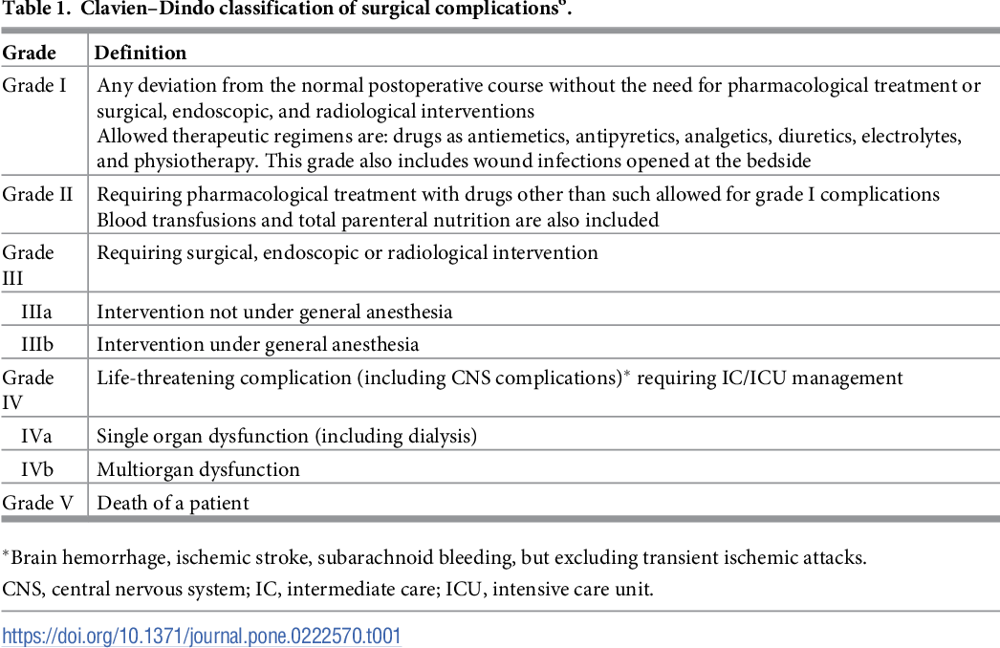 Table 1. Clavien–Dindo classification of surgical complications⁶.
Grade Definition
Grade I Any deviation from the normal postoperative course without the need for pharmacological treatment or
surgical, endoscopic, and radiological interventions
Allowed therapeutic regimens are: drugs as antiemetics, antipyretics, analgetics, diuretics, electrolytes,
and physiotherapy. This grade also includes wound infections opened at the bedside
Grade II Requiring pharmacological treatment with drugs other than such allowed for grade I complications
Blood transfusions and total parenteral nutrition are also included
Grade Requiring surgical, endoscopic or radiological intervention
III
IIIa Intervention not under general anesthesia
IIIb Intervention under general anesthesia
Grade Life-threatening complication (including CNS complications)* requiring IC/ICU management
IV
IVa Single organ dysfunction (including dialysis)
IVb Multiorgan dysfunction
Grade V Death of a patient
*Brain hemorrhage, ischemic stroke, subarachnoid bleeding, but excluding transient ischemic attacks.
CNS, central nervous system; IC, intermediate care; ICU, intensive care unit.
https://doi.org/10.1371/journal.pone.0222570.t001